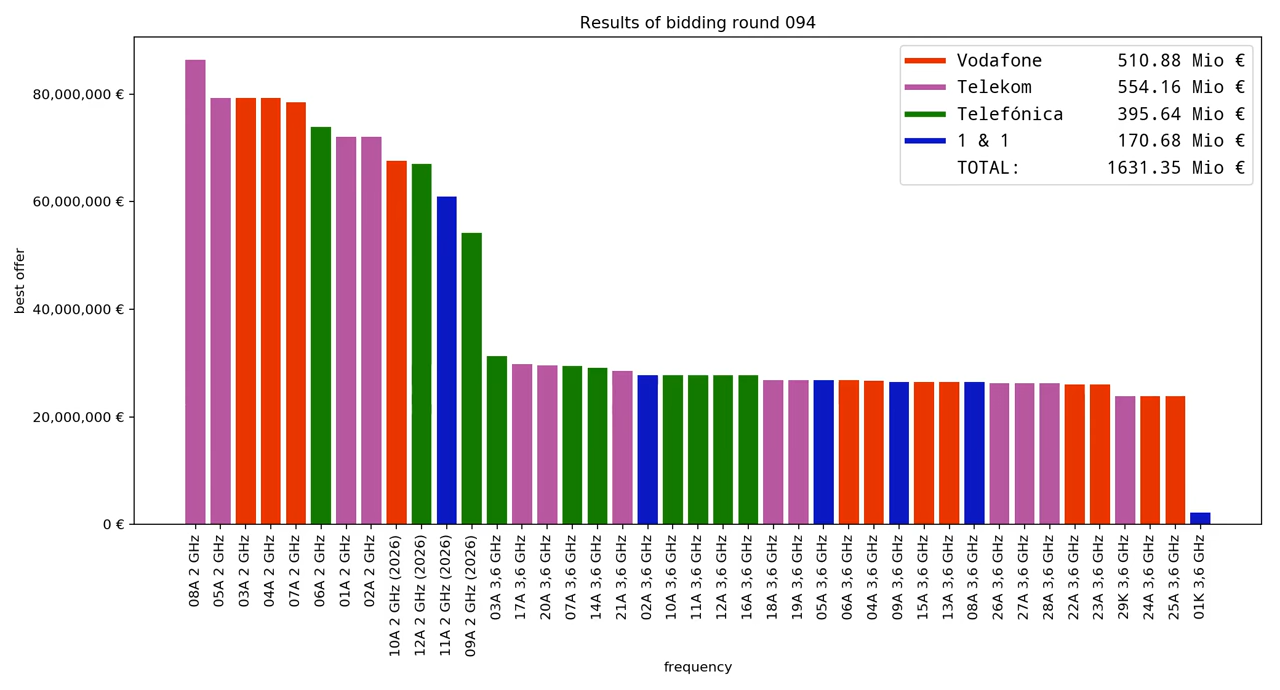 Results of bidding round 094
Vodafone 510.88 Mio €
Telekom 554.16 Mio €
Telefónica 395.64 Mio €
1 & 1 170.68 Mio €
TOTAL: 1631.35 Mio €
best offer
80,000,000 €
60,000,000 €
40,000,000 €
20,000,000 €
0 €
08A 2 GHz
05A 2 GHz
03A 2 GHz
04A 2 GHz
07A 2 GHz
06A 2 GHz
01A 2 GHz
02A 2 GHz
10A 2 GHz (2026)
12A 2 GHz (2026)
11A 2 GHz (2026)
09A 2 GHz (2026)
03A 3,6 GHz
17A 3,6 GHz
20A 3,6 GHz
07A 3,6 GHz
14A 3,6 GHz
21A 3,6 GHz
02A 3,6 GHz
10A 3,6 GHz
11A 3,6 GHz
12A 3,6 GHz
16A 3,6 GHz
18A 3,6 GHz
19A 3,6 GHz
05A 3,6 GHz
06A 3,6 GHz
04A 3,6 GHz
09A 3,6 GHz
15A 3,6 GHz
13A 3,6 GHz
08A 3,6 GHz
26A 3,6 GHz
27A 3,6 GHz
28A 3,6 GHz
22A 3,6 GHz
23A 3,6 GHz
29K 3,6 GHz
24A 3,6 GHz
25A 3,6 GHz
01K 3,6 GHz
frequency